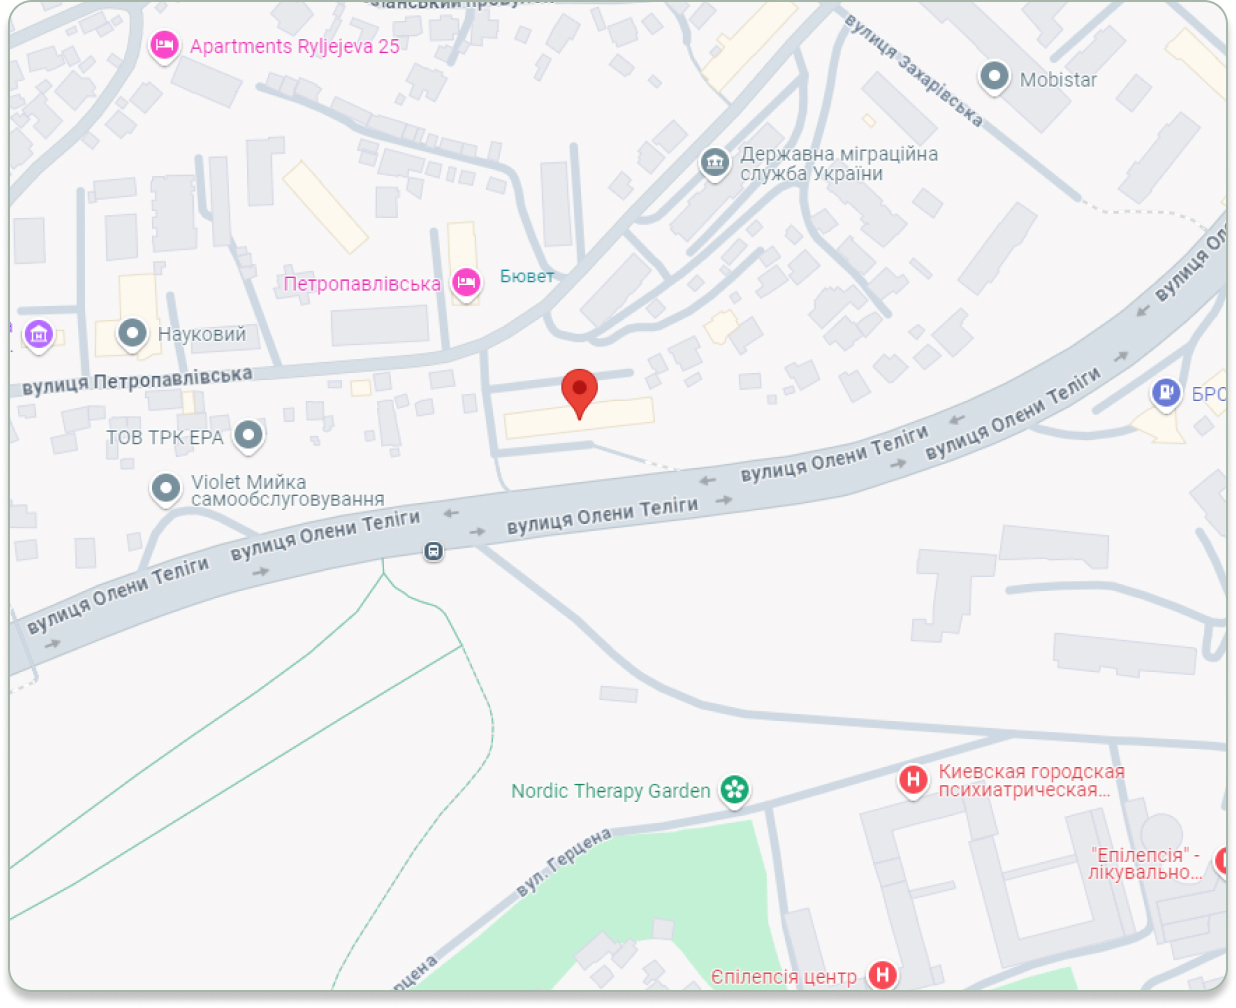 Apartments Ryljejeva 25
вулиця Захарівська
Mobistar
Державна міграційна
служба України
Петропавлівська
Бювет
Науковий
вулиця Петропавлівська
ТОВ ТРК ЕРА
Violet Мийка
самообслуговування
БРС
вулиця Олени Теліги
вулиця Олени Теліги
вулиця Олени Теліги
вулиця Олени Теліги
вулиця Олени Теліги
вулиця Ол
вулиця Олени Теліги
Nordic Therapy Garden
Киевская городская
психиатрическая...
вул. Герцена
"Епілепсія" -
лікувально...
Єпілепсія центр
рцена